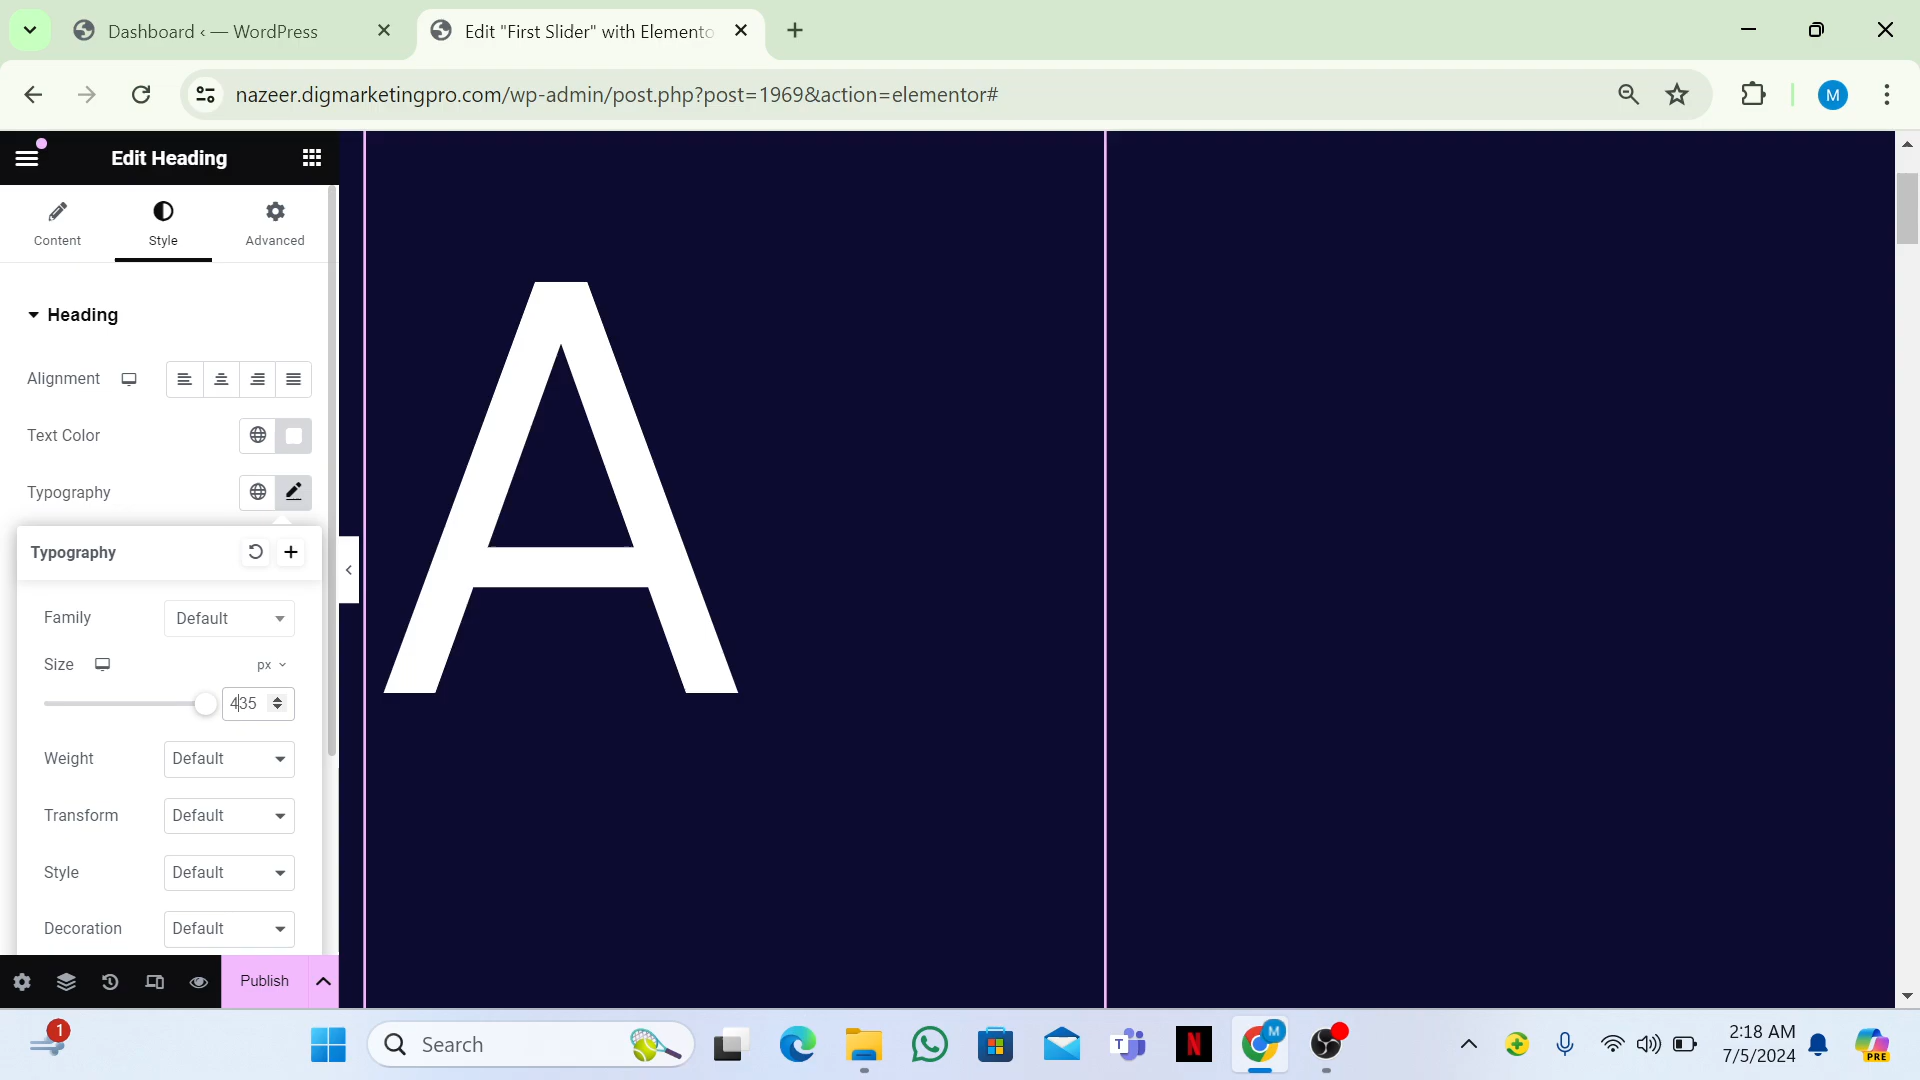 Dashboard ‹ — WordPress
Edit "First Slider" with Elemento
nazeer.digmarketingpro.com/wp-admin/post.php?post=1969&action=elementor#
M
Edit Heading
Content
Style
Advanced
Heading
Alignment
Text Color
Typography
Typography
Family
Default
Size
px
435
Weight
Default
Transform
Default
Style
Default
Decoration
Default
Publish
A
1
Search
T
N
M
2:18 AM
7/5/2024
PRE